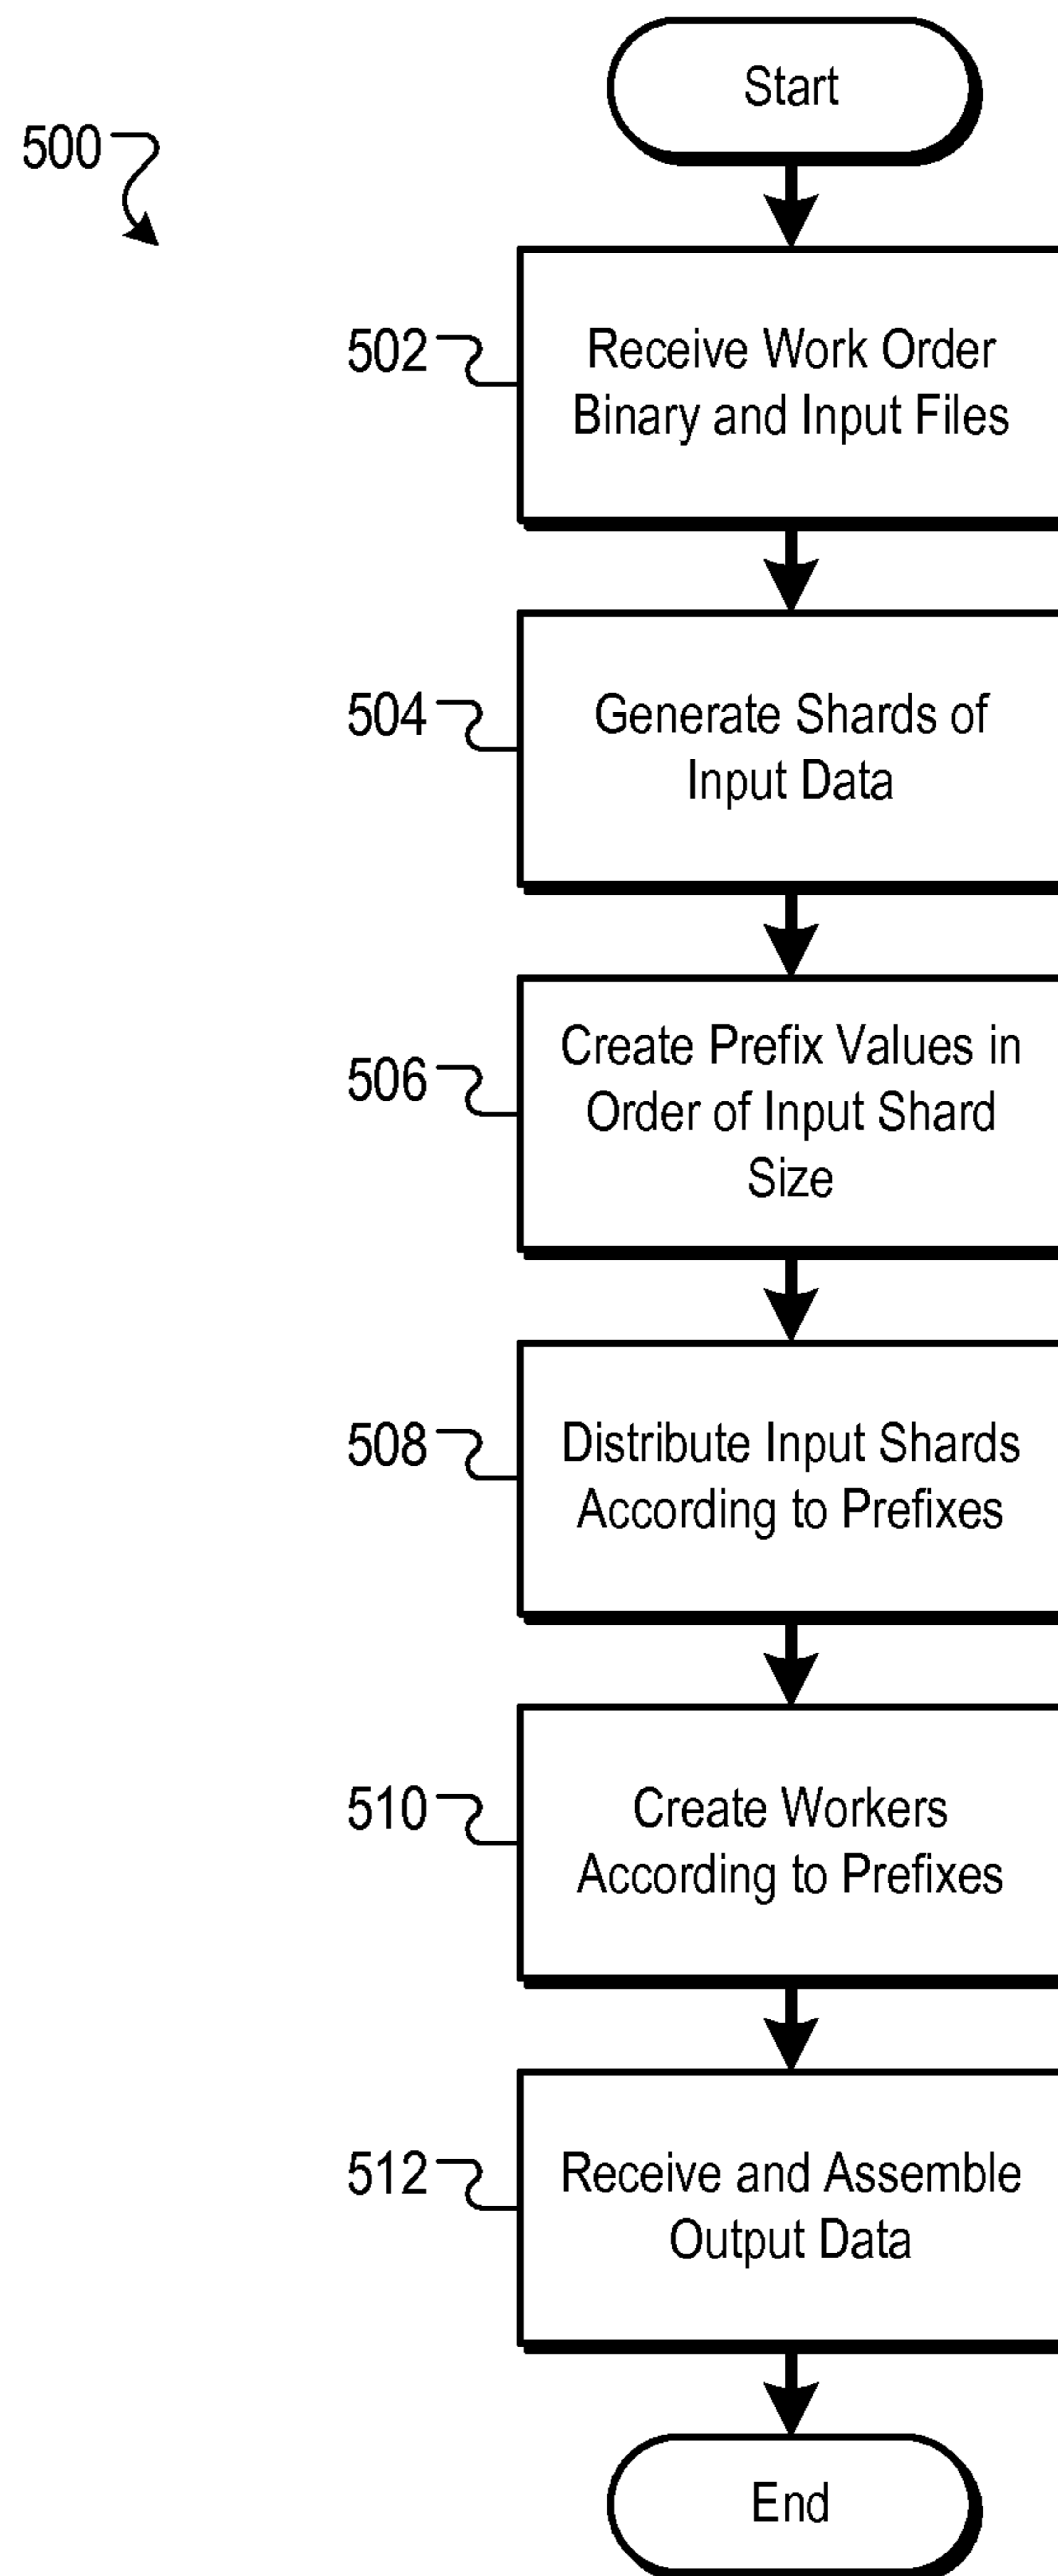 Start
500
502
Receive Work Order
Binary and Input Files
504
Generate Shards of
Input Data
506
Create Prefix Values in
Order of Input Shard
Size
508
Distribute Input Shards
According to Prefixes
510
Create Workers
According to Prefixes
512
Receive and Assemble
Output Data
End